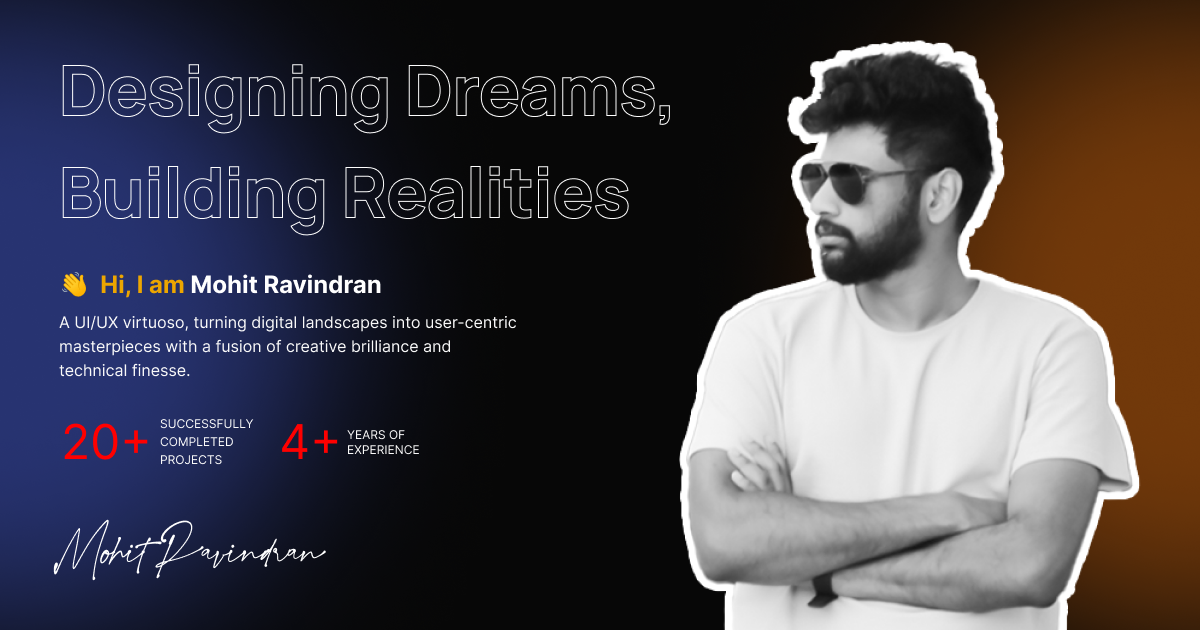 Designing Dreams,
Building Realities
👋 Hi, I am Mohit Ravindran
A UI/UX virtuoso, turning digital landscapes into user-centric
masterpieces with a fusion of creative brilliance and
technical finesse.
20+ SUCCESSFULLY
COMPLETED
PROJECTS
4+ YEARS OF
EXPERIENCE
Mohit Ravindran